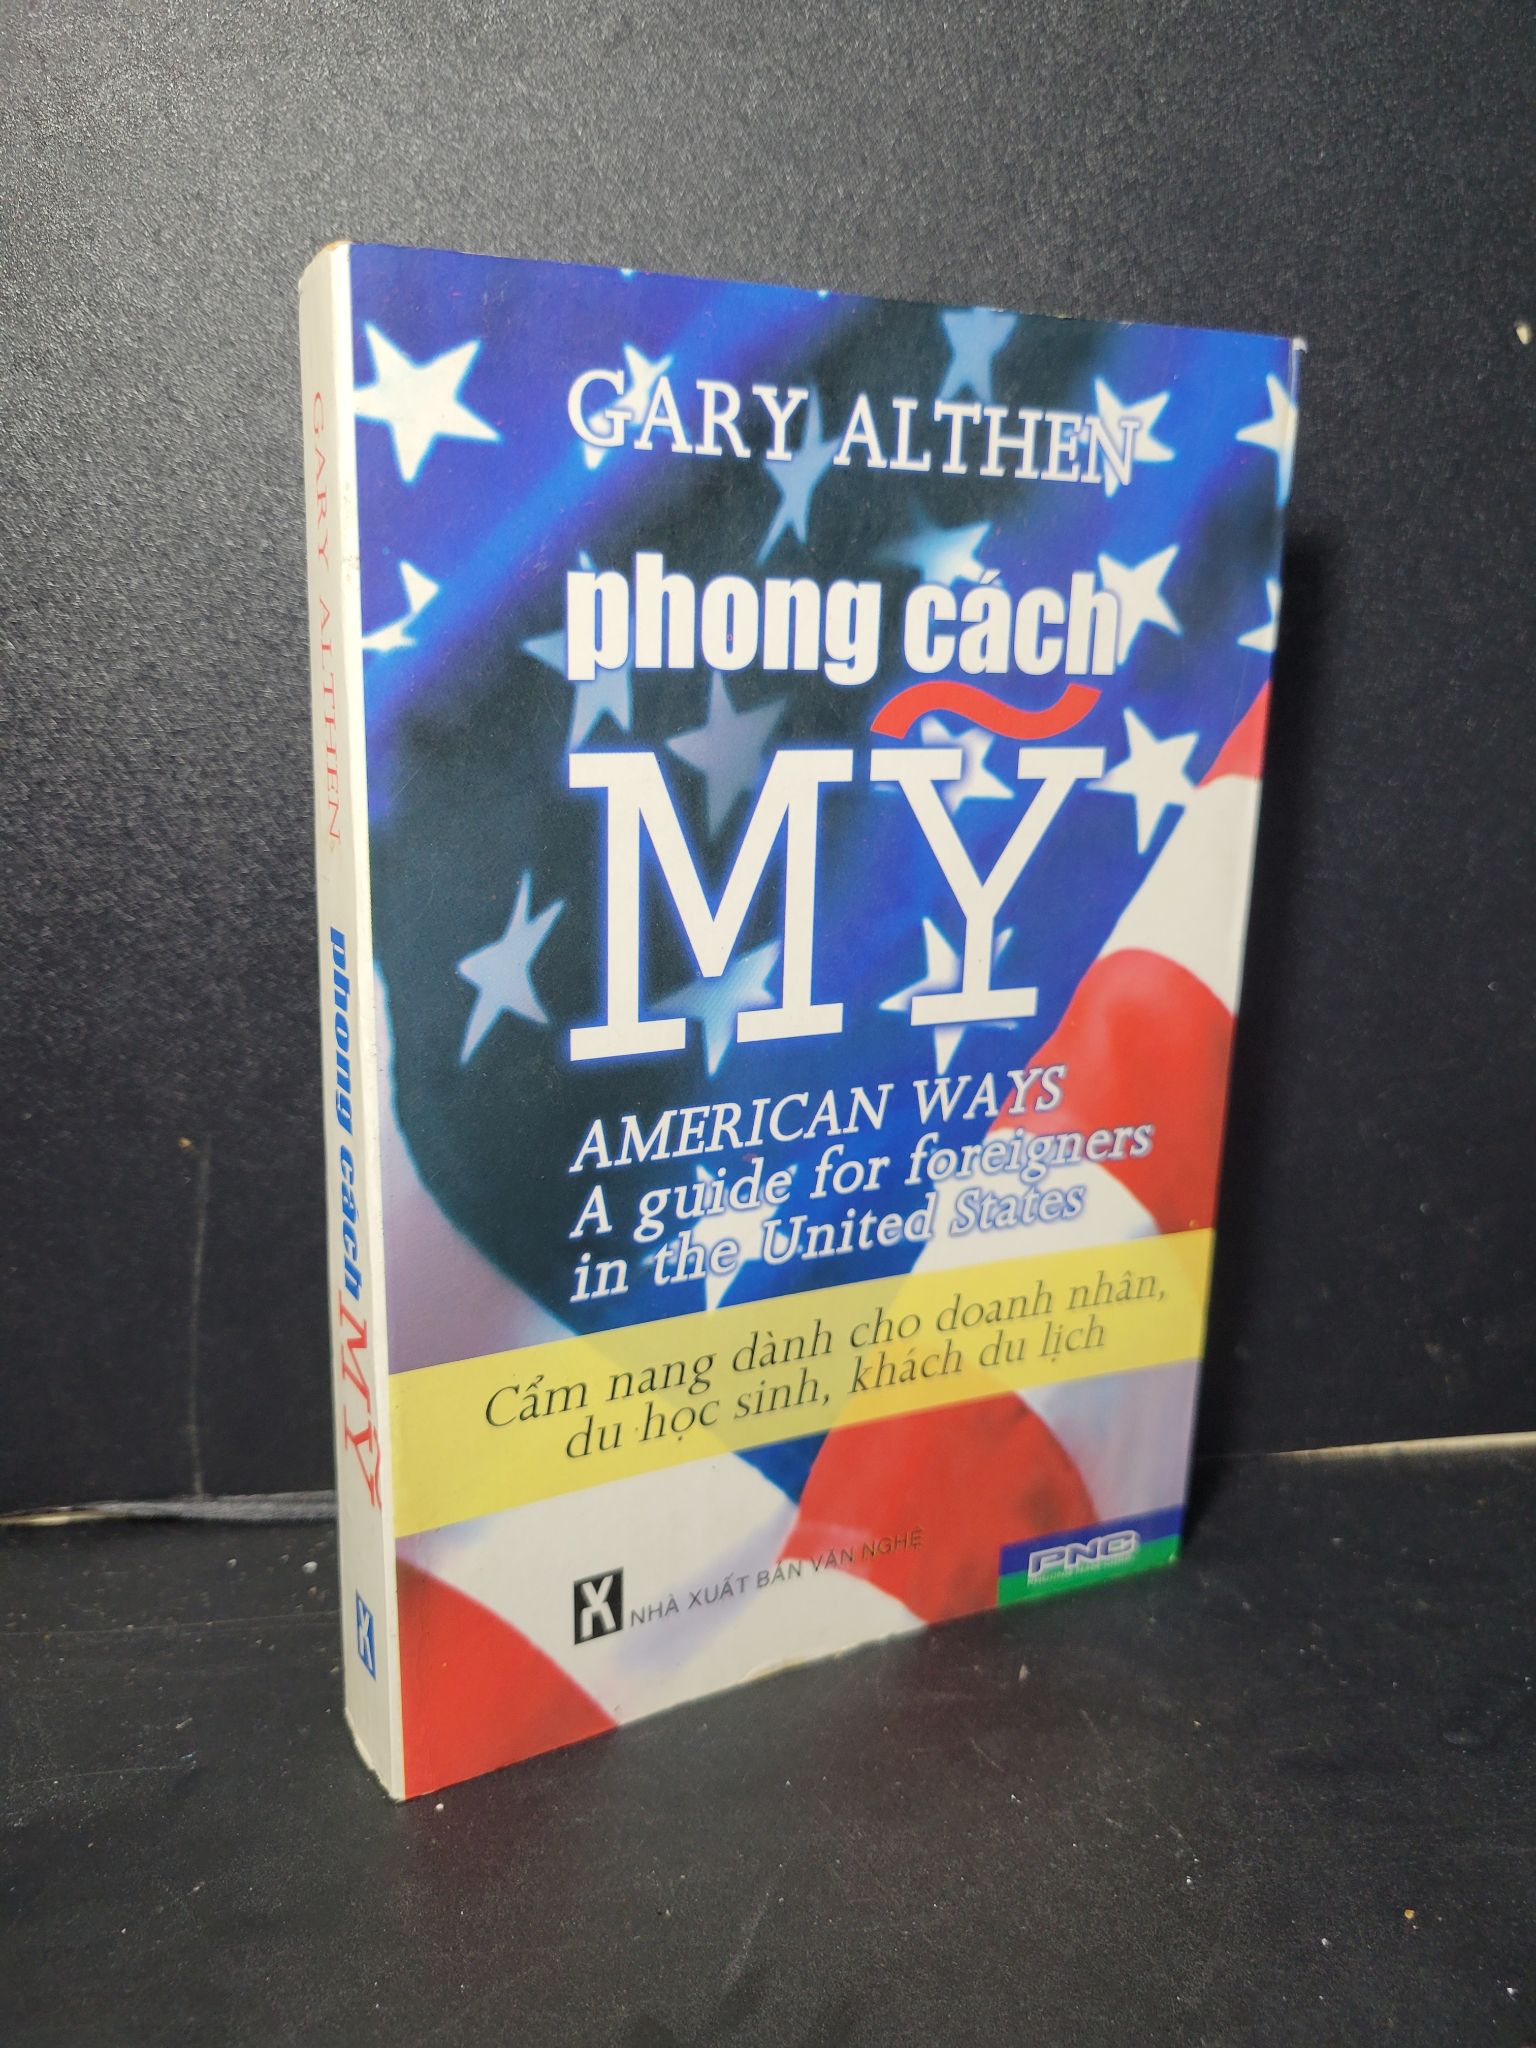 GARY ALTHEN
phong cách
MỸ
AMERICAN WAYS
A guide for foreigners
in the United States
Cẩm nang dành cho doanh nhân,
du học sinh, khách du lịch
NHÀ XUẤT BẢN VĂN NGHỆ
PNC
GARY ALTHEN
phong cách MỸ